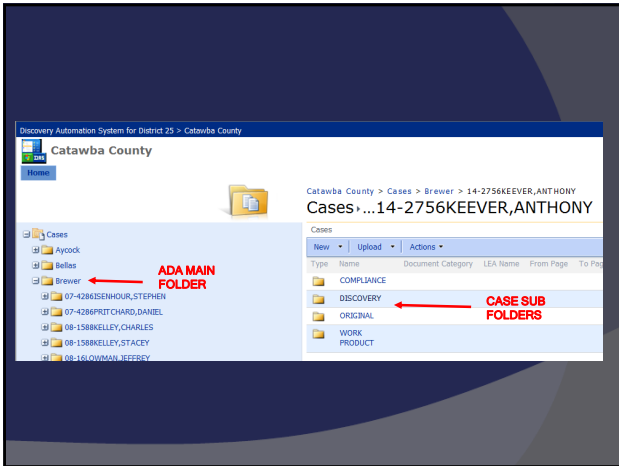 Discovery Automation System for District 25 > Catawba County
Catawba County
Home
Catawba County > Cases > Brewer > 14-2756KEEVER,ANTHONY
Cases ...14-2756KEEVER,ANTHONY
Cases
Aycock
Bellas
Brewer
ADA MAIN
FOLDER
07-4286ISENHOUR,STEPHEN
07-4286PRITCHARD,DANIEL
08-1588KELLEY,CHARLES
08-1588KELLEY,STACEY
08-16LOWMAN,JEFFREY
Cases
New Upload Actions
Type Name Document Category LEA Name From Page To Pag
COMPLIANCE
DISCOVERY
ORIGINAL
WORK
PRODUCT
CASE SUB
FOLDERS